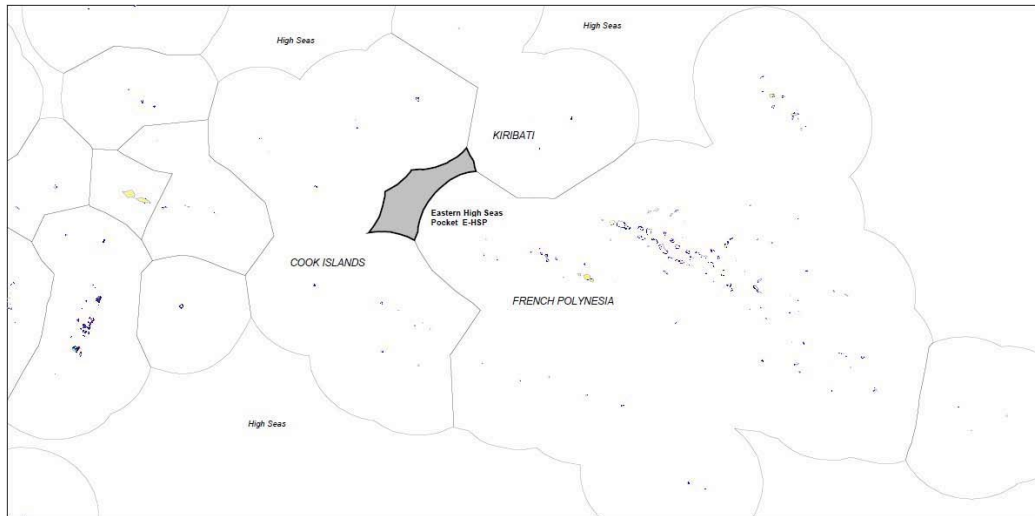 High Seas
High Seas
KIRIBATI
Eastern High Seas
Pocket E-HSP
COOK ISLANDS
FRENCH POLYNESIA
High Seas